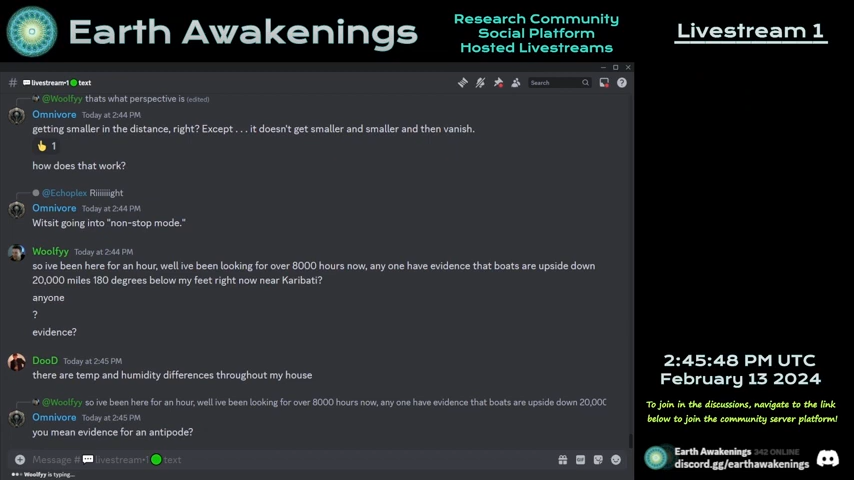 Earth Awakenings
Research Community
Social Platform
Hosted Livestreams
Livestream 1
# livestream-1 text
Search
@Woolfyy thats what perspective is (edited)
Omnivore Today at 2:44 PM
getting smaller in the distance, right? Except . . . it doesn't get smaller and smaller and then vanish.
1
how does that work?
@Echoplex Riiiiiiight
Omnivore Today at 2:44 PM
Witsit going into "non-stop mode."
Woolfyy Today at 2:44 PM
so ive been here for an hour, well ive been looking for over 8000 hours now, any one have evidence that boats are upside down
20,000 miles 180 degrees below my feet right now near Karibati?
anyone
?
evidence?
DooD Today at 2:45 PM
there are temp and humidity differences throughout my house
@Woolfyy so ive been here for an hour, well ive been looking for over 8000 hours now, any one have evidence that boats are upside down 20,000
Omnivore Today at 2:45 PM
you mean evidence for an antipode?
Message # livestream-1 text
GIF
Woolfyy is typing...
2:45:48 PM UTC
February 13 2024
To join in the discussions, navigate to the link
below to join the community server platform!
Earth Awakenings 342 ONLINE
discord.gg/earthawakenings